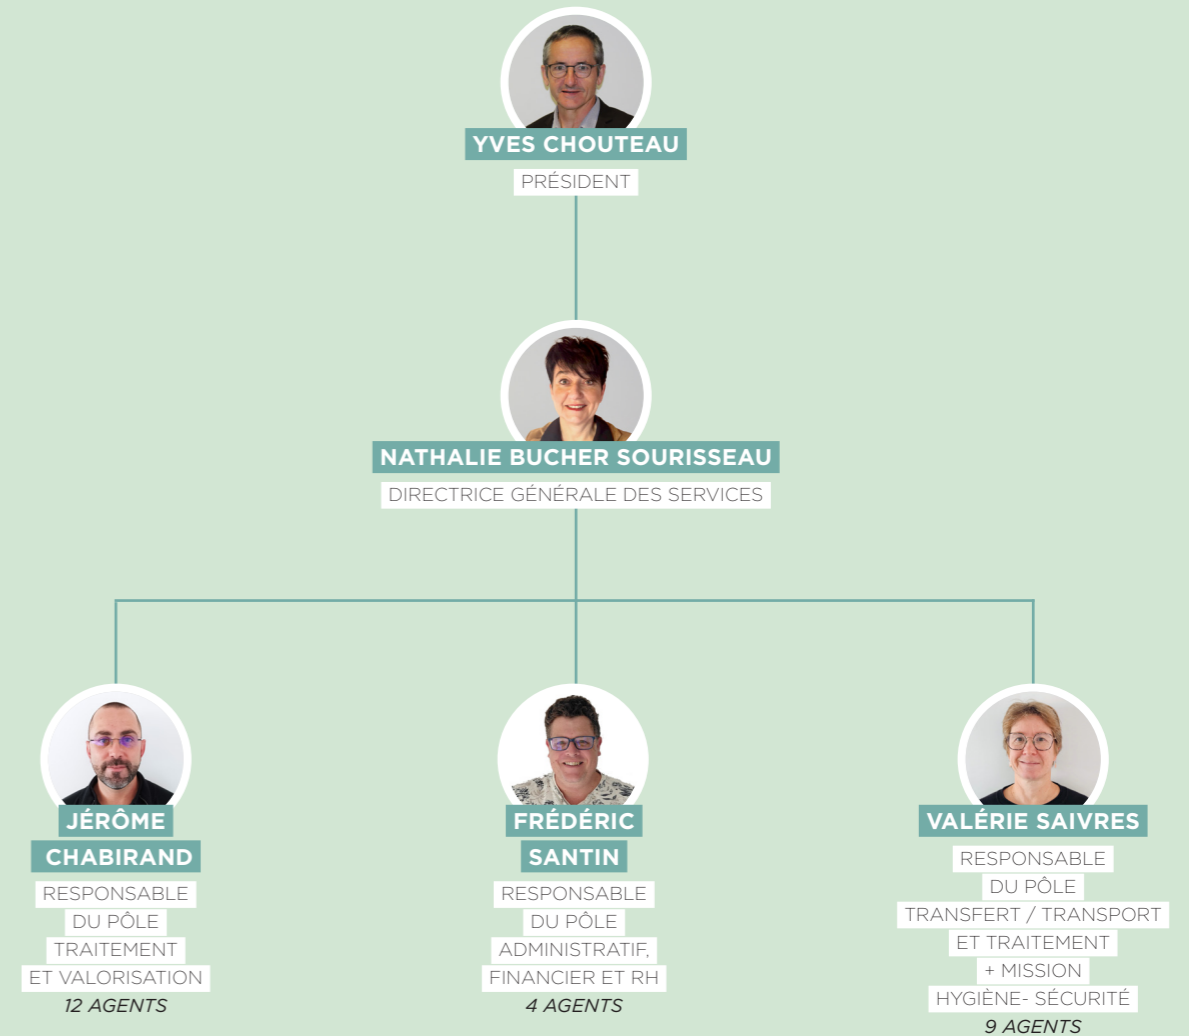 YVES CHOUTEAU
PRÉSIDENT
NATHALIE BUCHER SOURISSEAU
DIRECTRICE GÉNÉRALE DES SERVICES
JÉRÔME
CHABIRAND
RESPONSABLE
DU PÔLE
TRAITEMENT
ET VALORISATION
12 AGENTS
FRÉDÉRIC
SANTIN
RESPONSABLE
DU PÔLE
ADMINISTRATIF,
FINANCIER ET RH
4 AGENTS
VALÉRIE SAIVRES
RESPONSABLE
DU PÔLE
TRANSFERT / TRANSPORT
ET TRAITEMENT
+ MISSION
HYGIÈNE- SÉCURITÉ
9 AGENTS